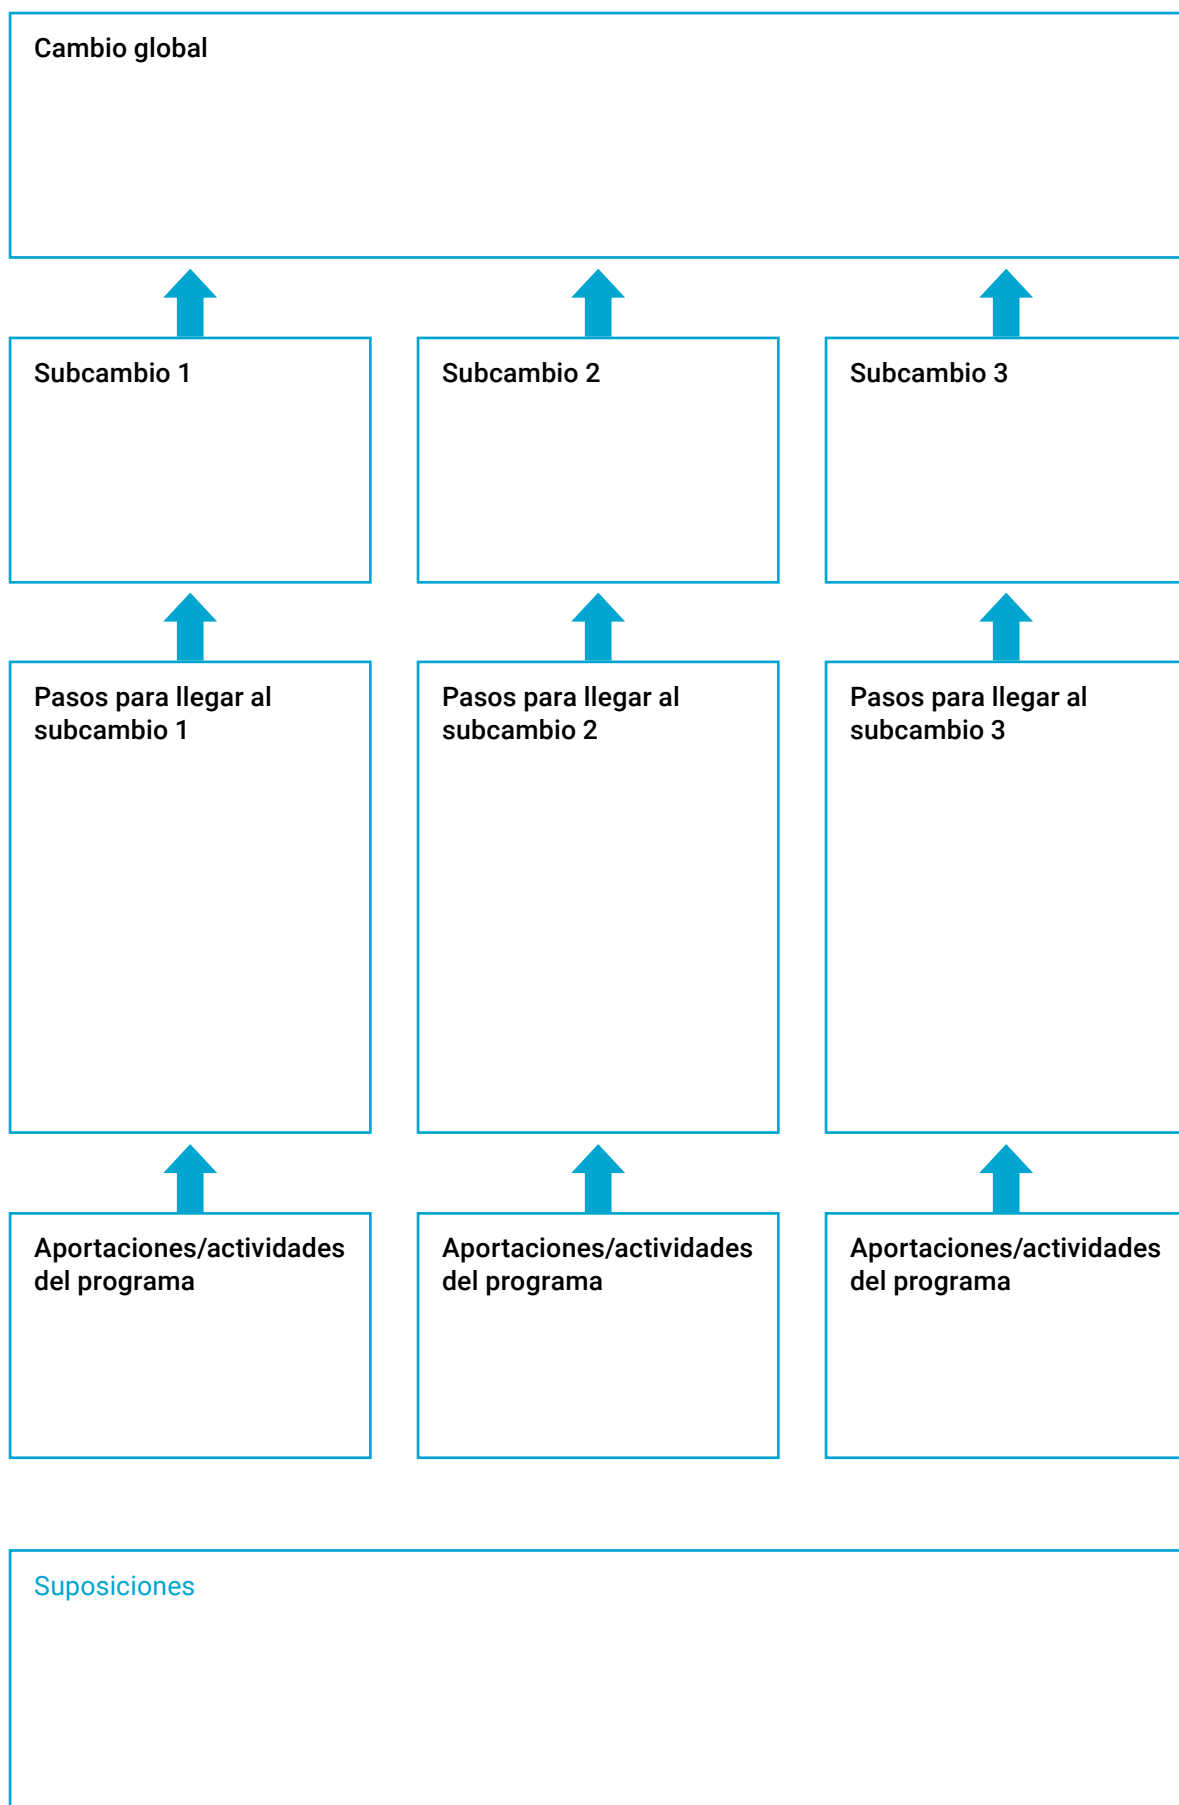 Cambio global
Subcambio 1
Subcambio 2
Subcambio 3
Pasos para llegar al
subcambio 1
Pasos para llegar al
subcambio 2
Pasos para llegar al
subcambio 3
Aportaciones/actividades
del programa
Aportaciones/actividades
del programa
Aportaciones/actividades
del programa
Suposiciones